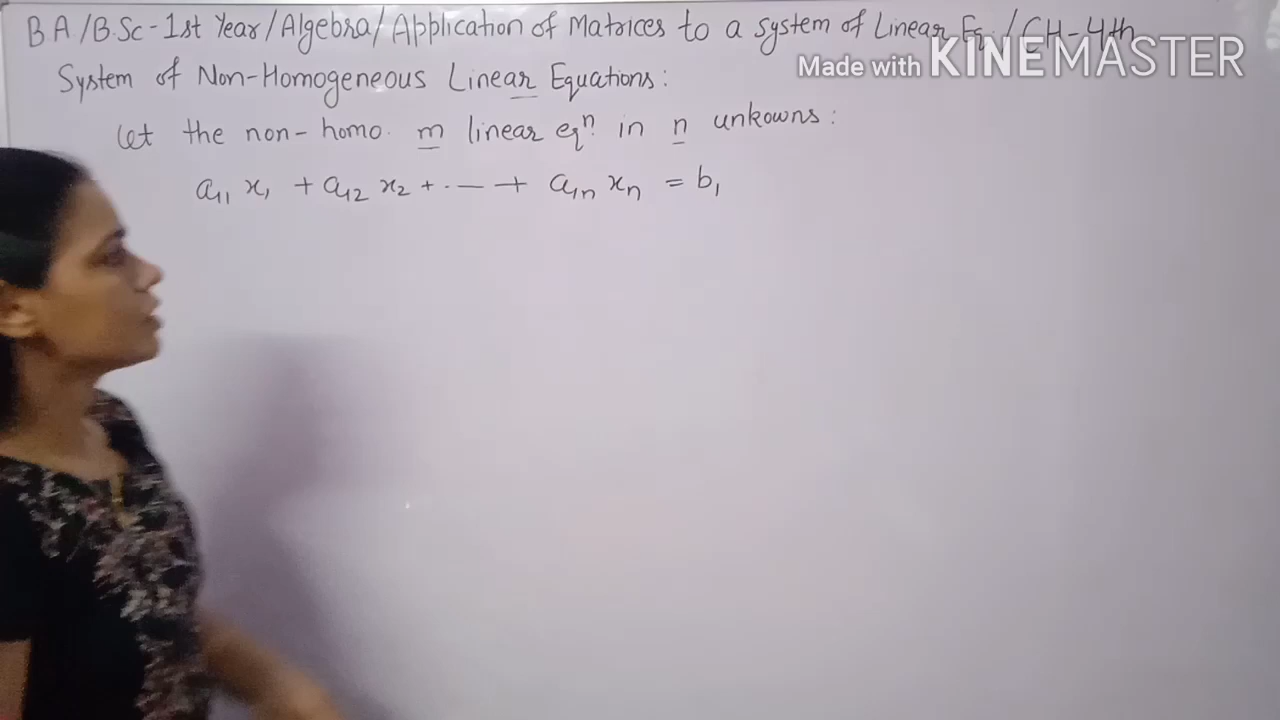 BA/B.Sc-1st Year/Algebra/Application of Matrices to a system of Linear Eq./CH-4th
Made with KINEMASTER
System of Non-Homogeneous Linear Equations:
Let the non-homo. m linear eqⁿ. in n unkowns:
a₁₁ x₁ + a₁₂ x₂ + ... + a₁ₙ xₙ = b₁